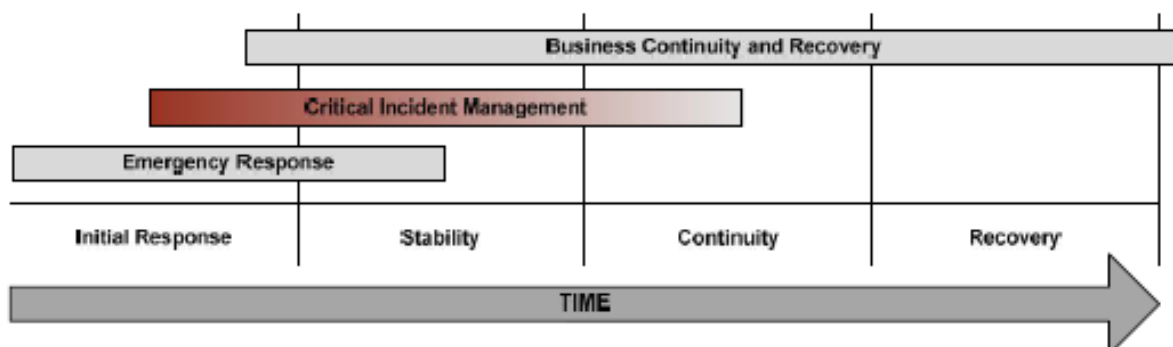 Business Continuity and Recovery
Critical Incident Management
Emergency Response
Initial Response
Stability
Continuity
Recovery
TIME